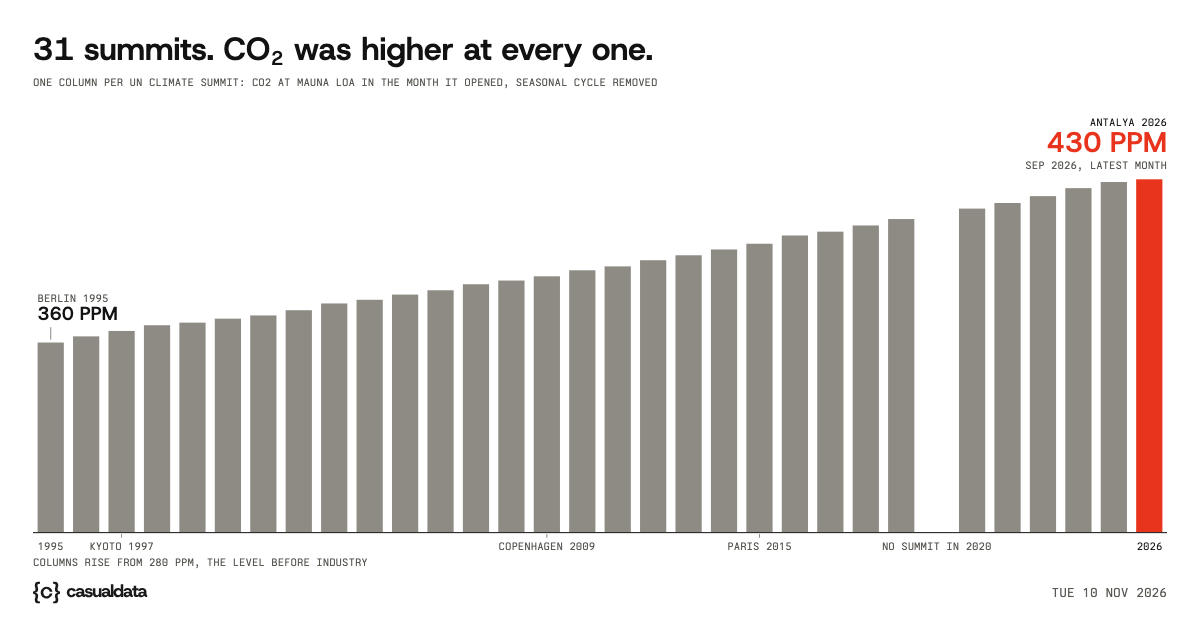 31 summits. CO₂ was higher at every one.
ONE COLUMN PER UN CLIMATE SUMMIT: CO2 AT MAUNA LOA IN THE MONTH IT OPENED, SEASONAL CYCLE REMOVED
ANTALYA 2026
430 PPM
SEP 2026, LATEST MONTH
BERLIN 1995
360 PPM
1995 KYOTO 1997 COPENHAGEN 2009 PARIS 2015 NO SUMMIT IN 2020 2026
COLUMNS RISE FROM 280 PPM, THE LEVEL BEFORE INDUSTRY
{c} casualdata TUE 10 NOV 2026